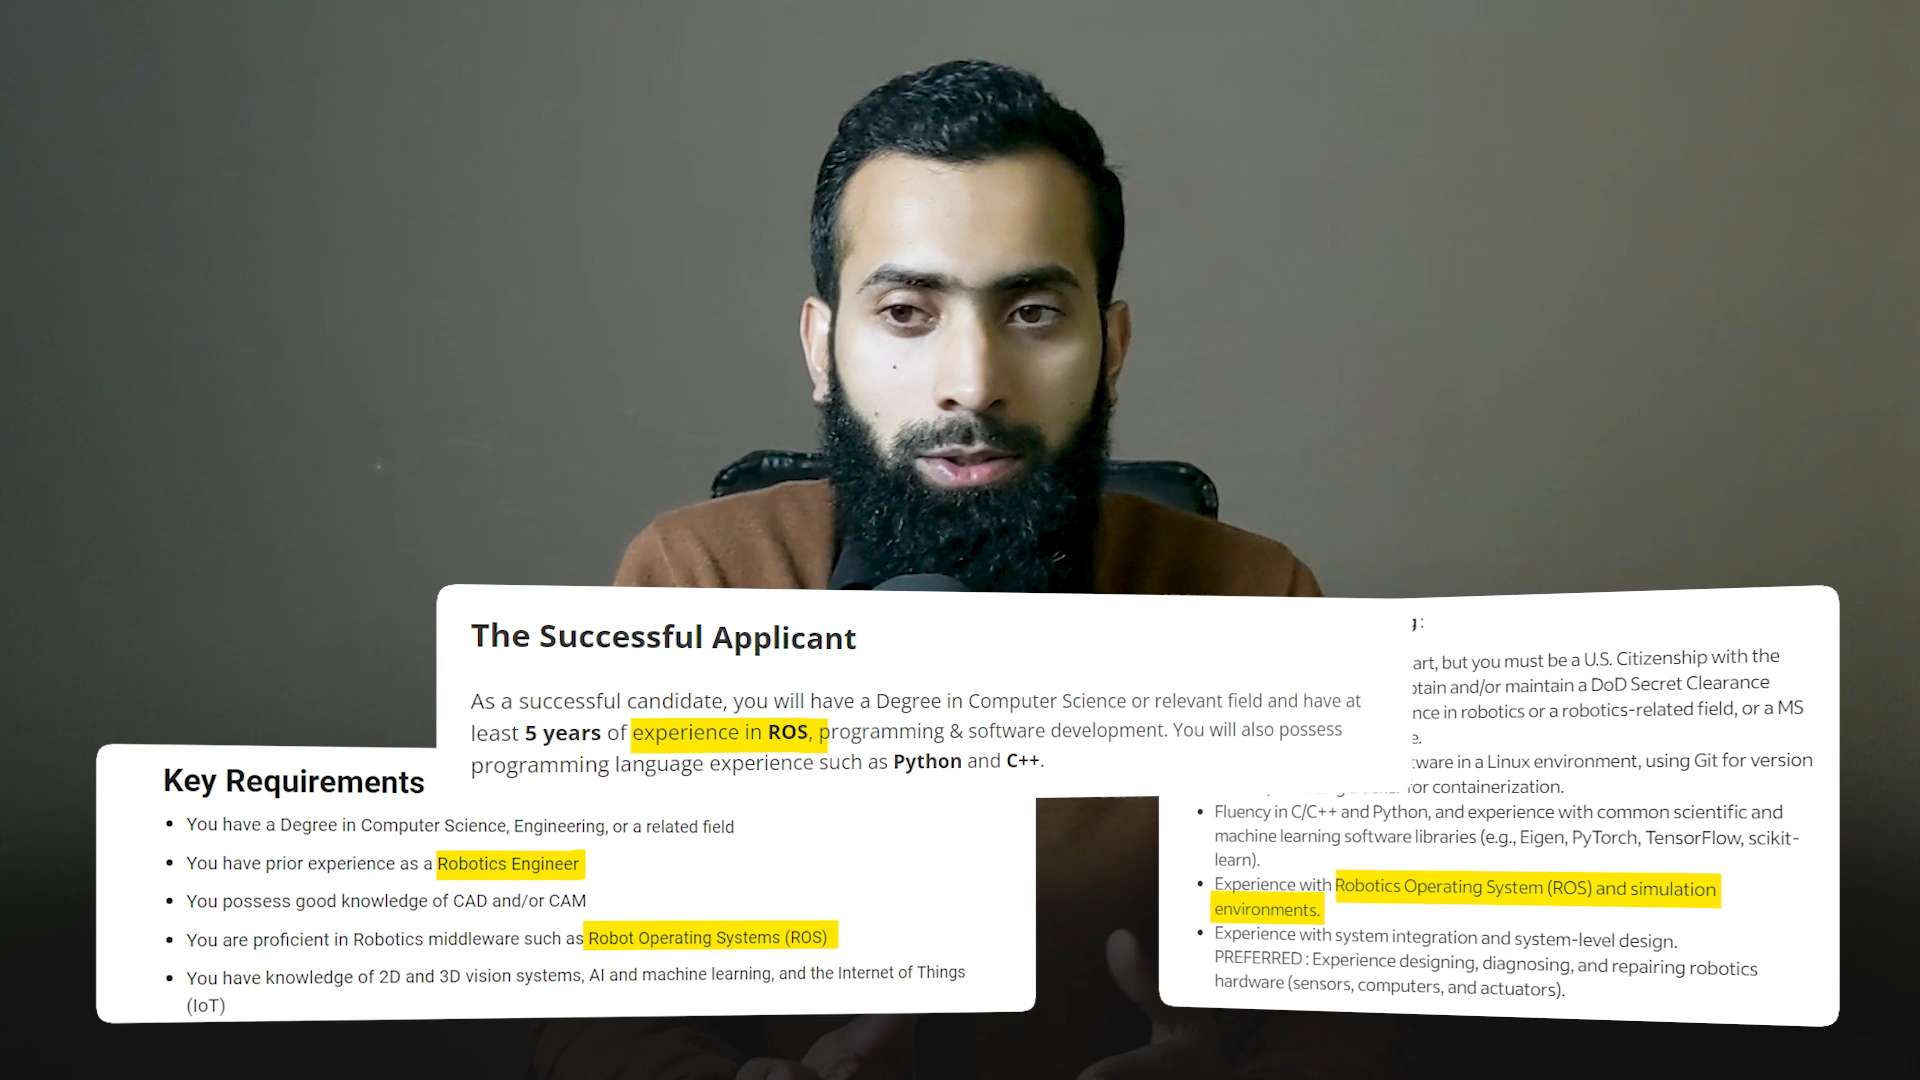 The Successful Applicant
As a successful candidate, you will have a Degree in Computer Science or relevant field and have at
least 5 years of experience in ROS, programming & software development. You will also possess
programming language experience such as Python and C++.
Key Requirements
• You have a Degree in Computer Science, Engineering, or a related field
• You have prior experience as a Robotics Engineer
• You possess good knowledge of CAD and/or CAM
• You are proficient in Robotics middleware such as Robot Operating Systems (ROS)
• You have knowledge of 2D and 3D vision systems, AI and machine learning, and the Internet of Things
(IoT)
g:
art, but you must be a U.S. Citizenship with the
btain and/or maintain a DoD Secret Clearance
nce in robotics or a robotics-related field, or a MS
e.
tware in a Linux environment, using Git for version
for containerization.
• Fluency in C/C++ and Python, and experience with common scientific and
machine learning software libraries (e.g., Eigen, PyTorch, TensorFlow, scikit-
learn).
• Experience with Robotics Operating System (ROS) and simulation
environments.
• Experience with system integration and system-level design.
PREFERRED : Experience designing, diagnosing, and repairing robotics
hardware (sensors, computers, and actuators).